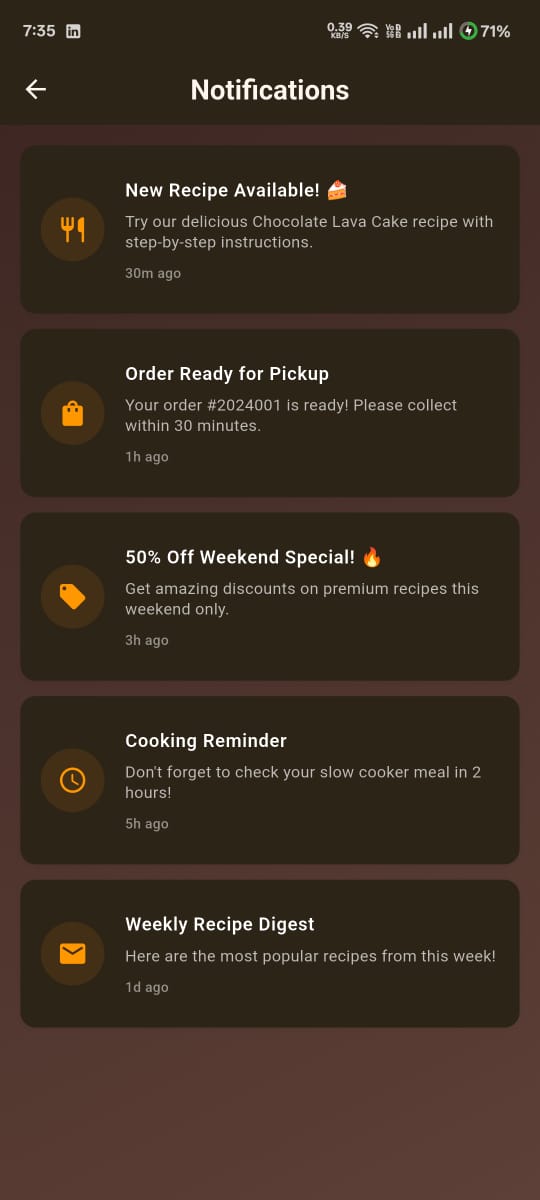 7:35
0.39
KB/S
71%
Notifications
New Recipe Available! 🍰
Try our delicious Chocolate Lava Cake recipe with
step-by-step instructions.
30m ago
Order Ready for Pickup
Your order #2024001 is ready! Please collect
within 30 minutes.
1h ago
50% Off Weekend Special! 🔥
Get amazing discounts on premium recipes this
weekend only.
3h ago
Cooking Reminder
Don't forget to check your slow cooker meal in 2
hours!
5h ago
Weekly Recipe Digest
Here are the most popular recipes from this week!
1d ago